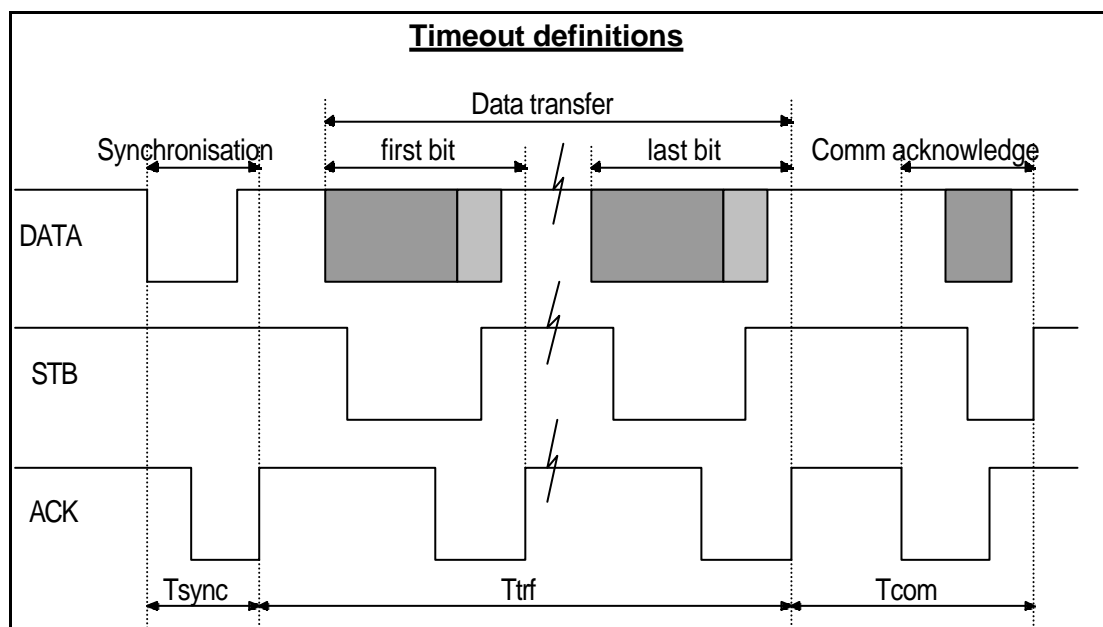 Timeout definitions
Data transfer
Synchronisation first bit last bit Comm acknowledge
DATA
STB
ACK
Tsync Ttrf Tcom